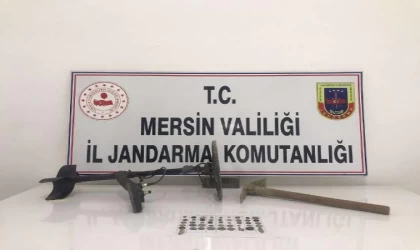 T.C.
MERSİN VALİLİĞİ
İL JANDARMA KOMUTANLIĞI